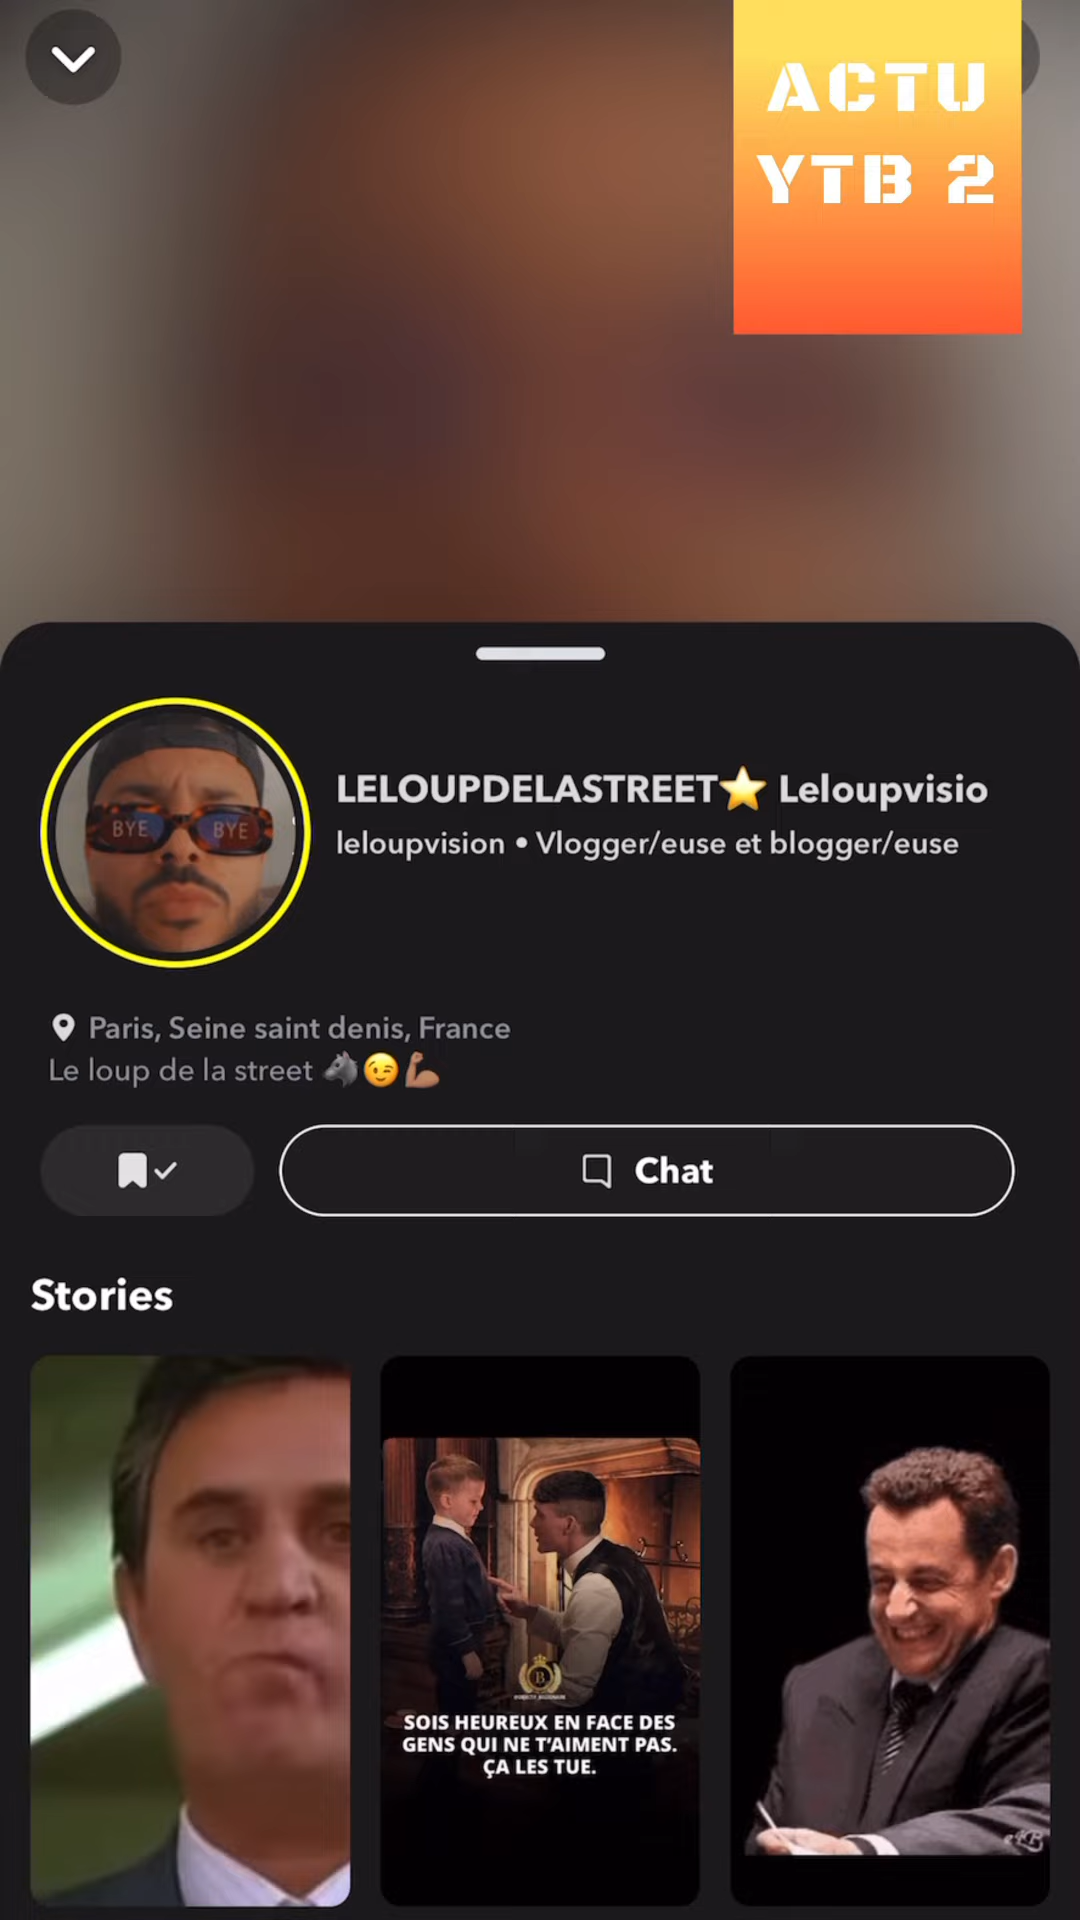 ACTU
YTB 2
BYE BYE
LELOUPDELASTREET⭐ Leloupvisio
leloupvision • Vlogger/euse et blogger/euse
Paris, Seine saint denis, France
Le loup de la street 🐺😉💪🏽
Chat
Stories
B
SOIS HEUREUX EN FACE DES
GENS QUI NE T'AIMENT PAS.
ÇA LES TUE.